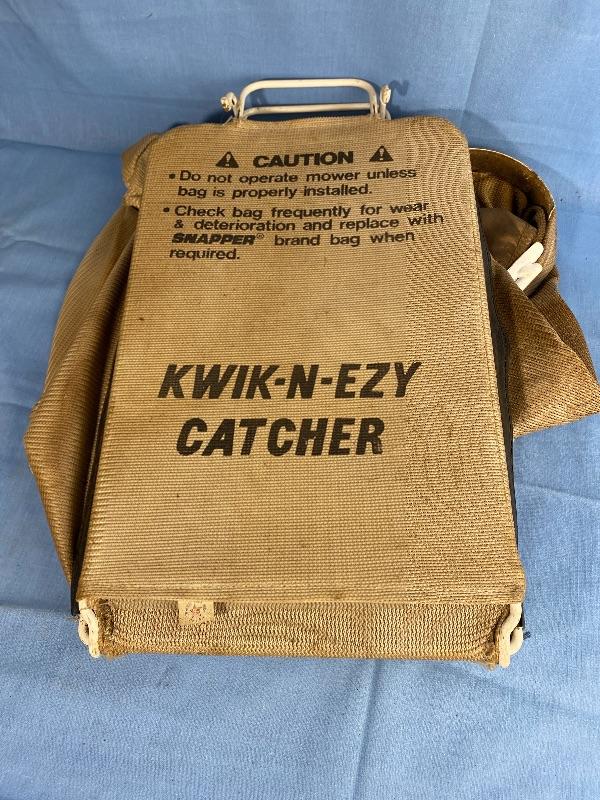 CAUTION
• Do not operate mower unless
bag is properly installed.
• Check bag frequently for wear
& deterioration and replace with
SNAPPER® brand bag when
required.
KWIK-N-EZY
CATCHER